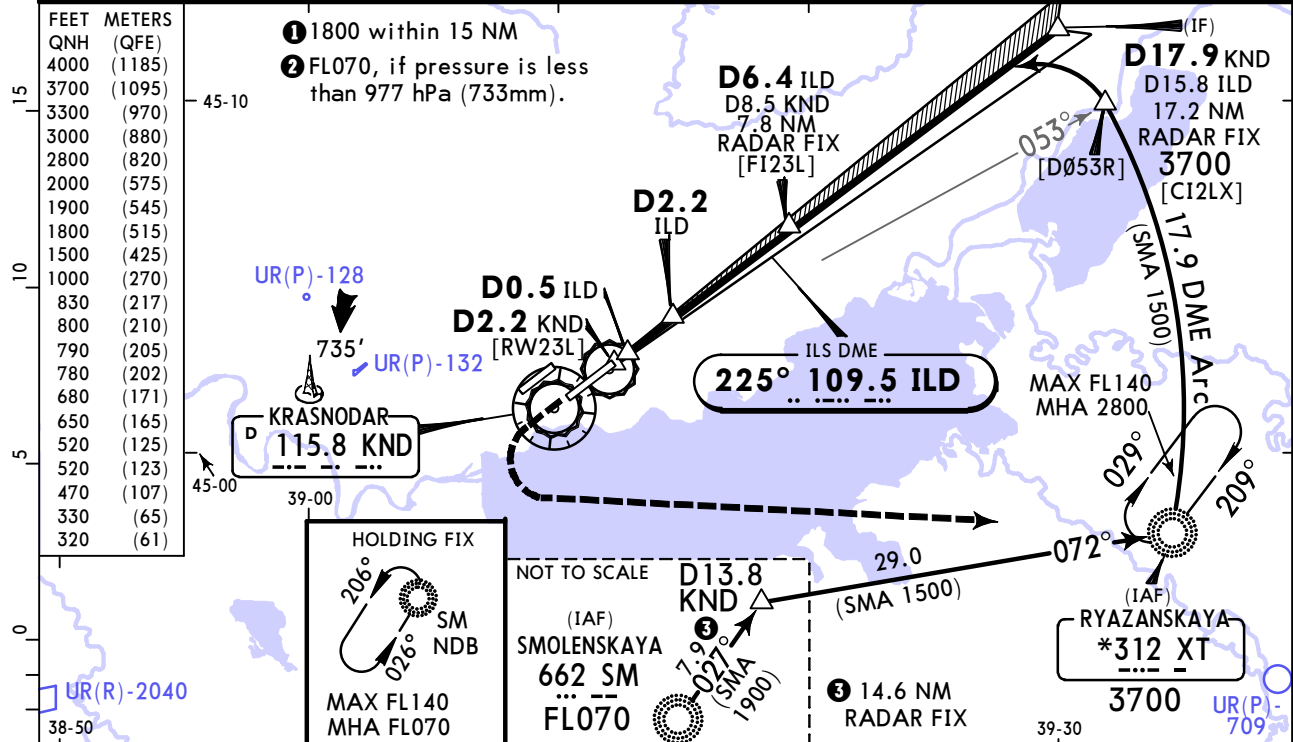 FEET METERS
QNH (QFE)
4000 (1185)
3700 (1095)
3300 (970)
3000 (880)
2800 (820)
2000 (575)
1900 (545)
1800 (515)
1500 (425)
1000 (270)
830 (217)
800 (210)
790 (205)
780 (202)
680 (171)
650 (165)
520 (125)
520 (123)
470 (107)
330 (65)
320 (61)
15
10
5
0
❶ 1800 within 15 NM
❷ FL070, if pressure is less
than 977 hPa (733mm).
45-10
(IF)
D17.9 KND
D15.8 ILD
17.2 NM
RADAR FIX
3700
[CI2LX]
D6.4 ILD
D8.5 KND
7.8 NM
RADAR FIX
[FI23L]
053°
[DØ53R]
D2.2
ILD
17.9 DME Arc
(SMA 1500)
UR(P)-128
D0.5 ILD
D2.2 KND
[RW23L]
735'
UR(P)-132
ILS DME
225° 109.5 ILD
MAX FL140
MHA 2800
KRASNODAR
D 115.8 KND
45-00
39-00
029°
209°
HOLDING FIX
206°
026°
SM
NDB
MAX FL140
MHA FL070
NOT TO SCALE
D13.8
KND
29.0
072°
(SMA 1500)
(IAF)
SMOLENSKAYA
662 SM
FL070
❸
7.9
027°
(SMA
1900)
❸ 14.6 NM
RADAR FIX
(IAF)
RYAZANSKAYA
*312 XT
3700
UR(R)-2040
38-50
39-30
UR(P)-
709